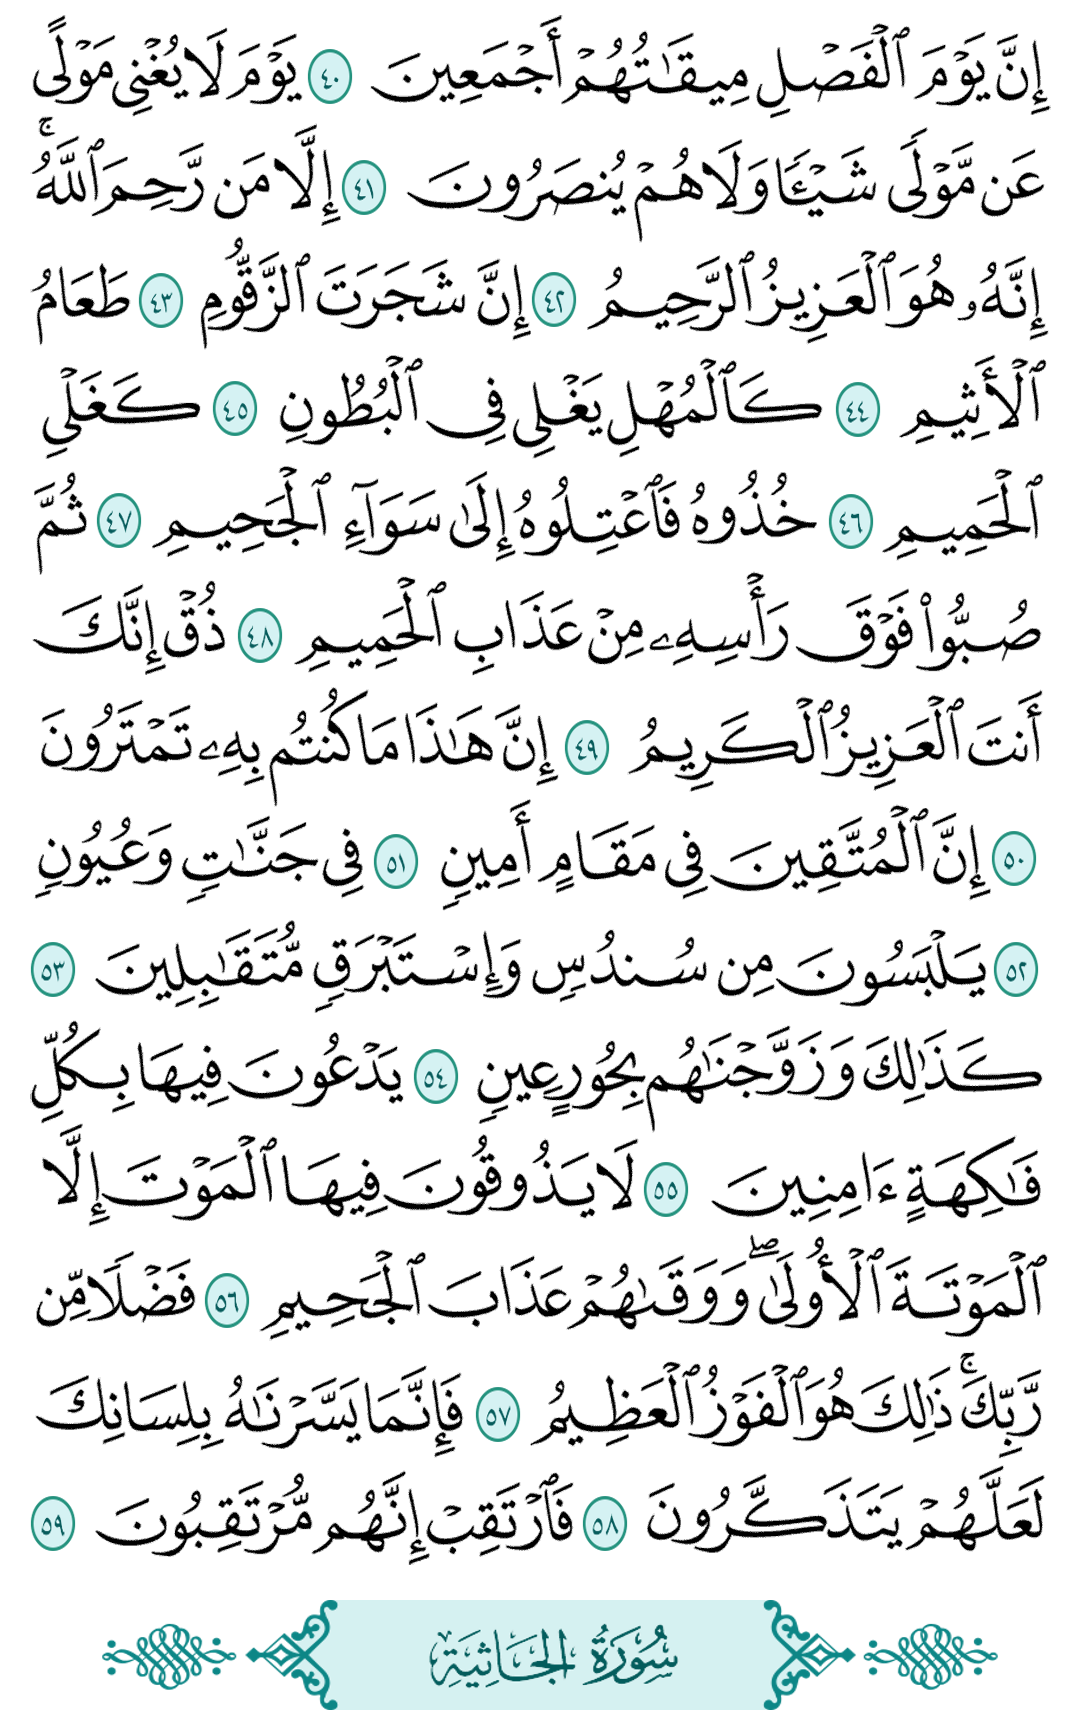 إِنَّ يَوْمَ ٱلْفَصْلِ مِيقَٰتُهُمْ أَجْمَعِينَ ٤٠ يَوْمَ لَا يُغْنِى مَوْلًى
عَن مَّوْلًى شَيْـًٔا وَلَا هُمْ يُنصَرُونَ ٤١ إِلَّا مَن رَّحِمَ ٱللَّهُ ۚ
إِنَّهُۥ هُوَ ٱلْعَزِيزُ ٱلرَّحِيمُ ٤٢ إِنَّ شَجَرَتَ ٱلزَّقُّومِ ٤٣ طَعَامُ
ٱلْأَثِيمِ ٤٤ كَٱلْمُهْلِ يَغْلِى فِى ٱلْبُطُونِ ٤٥ كَغَلْىِ
ٱلْحَمِيمِ ٤٦ خُذُوهُ فَٱعْتِلُوهُ إِلَىٰ سَوَآءِ ٱلْجَحِيمِ ٤٧ ثُمَّ
صُبُّوا۟ فَوْقَ رَأْسِهِۦ مِنْ عَذَابِ ٱلْحَمِيمِ ٤٨ ذُقْ إِنَّكَ
أَنتَ ٱلْعَزِيزُ ٱلْكَرِيمُ ٤٩ إِنَّ هَٰذَا مَا كُنتُم بِهِۦ تَمْتَرُونَ
٥٠ إِنَّ ٱلْمُتَّقِينَ فِى مَقَامٍ أَمِينٍ ٥١ فِى جَنَّٰتٍ وَعُيُونٍ
٥٢ يَلْبَسُونَ مِن سُندُسٍ وَإِسْتَبْرَقٍ مُّتَقَٰبِلِينَ ٥٣
كَذَٰلِكَ وَزَوَّجْنَٰهُم بِحُورٍ عِينٍ ٥٤ يَدْعُونَ فِيهَا بِكُلِّ
فَٰكِهَةٍ ءَامِنِينَ ٥٥ لَا يَذُوقُونَ فِيهَا ٱلْمَوْتَ إِلَّا
ٱلْمَوْتَةَ ٱلْأُولَىٰ ۖ وَوَقَىٰهُمْ عَذَابَ ٱلْجَحِيمِ ٥٦ فَضْلًا مِّن
رَّبِّكَ ۚ ذَٰلِكَ هُوَ ٱلْفَوْزُ ٱلْعَظِيمُ ٥٧ فَإِنَّمَا يَسَّرْنَٰهُ بِلِسَانِكَ
لَعَلَّهُمْ يَتَذَكَّرُونَ ٥٨ فَٱرْتَقِبْ إِنَّهُم مُّرْتَقِبُونَ ٥٩
سُورَةُ الجَاثِيَةِ